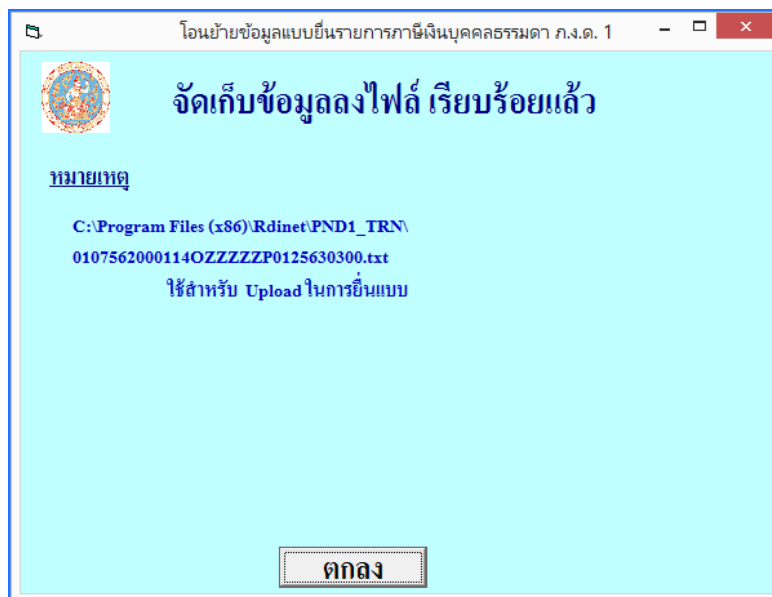 โอนย้ายข้อมูลแบบยื่นรายการภาษีเงินบุคคลธรรมดา ภ.ง.ด. 1
จัดเก็บข้อมูลลงไฟล์ เรียบร้อยแล้ว
หมายเหตุ
C:\Program Files (x86)\Rdinet\PND1_TRN\
0107562000114OZZZZZP0125630300.txt
ใช้สำหรับ Upload ในการยื่นแบบ
ตกลง